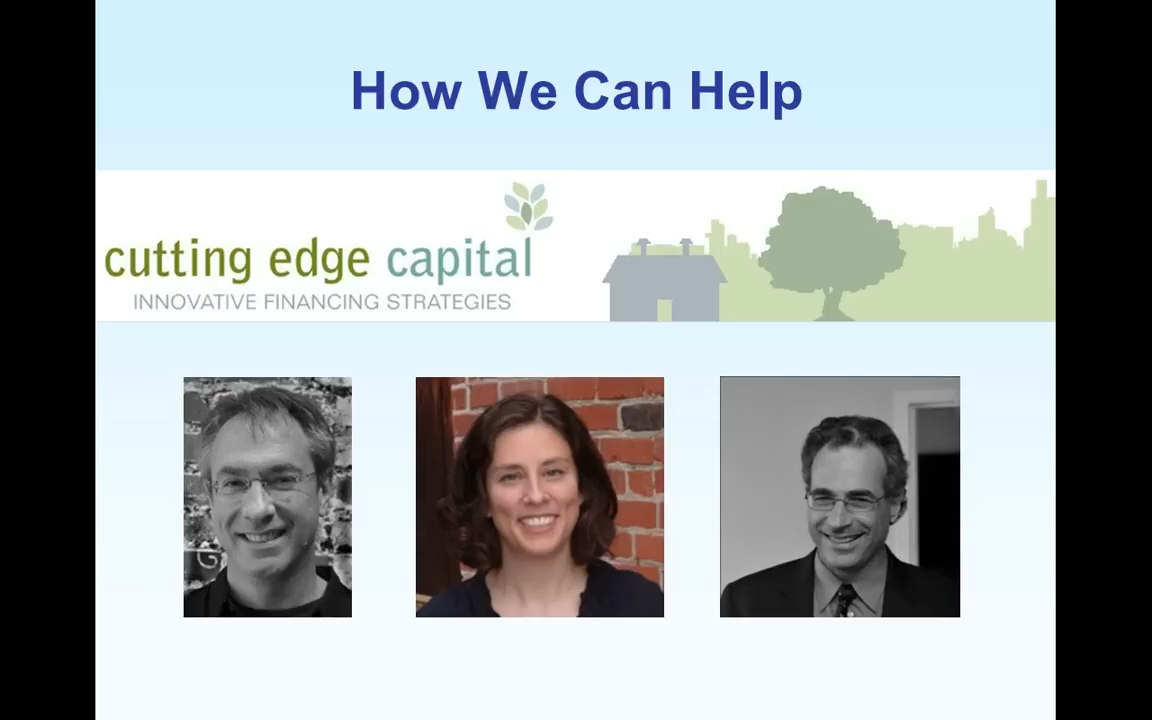 How We Can Help
cutting edge capital
INNOVATIVE FINANCING STRATEGIES